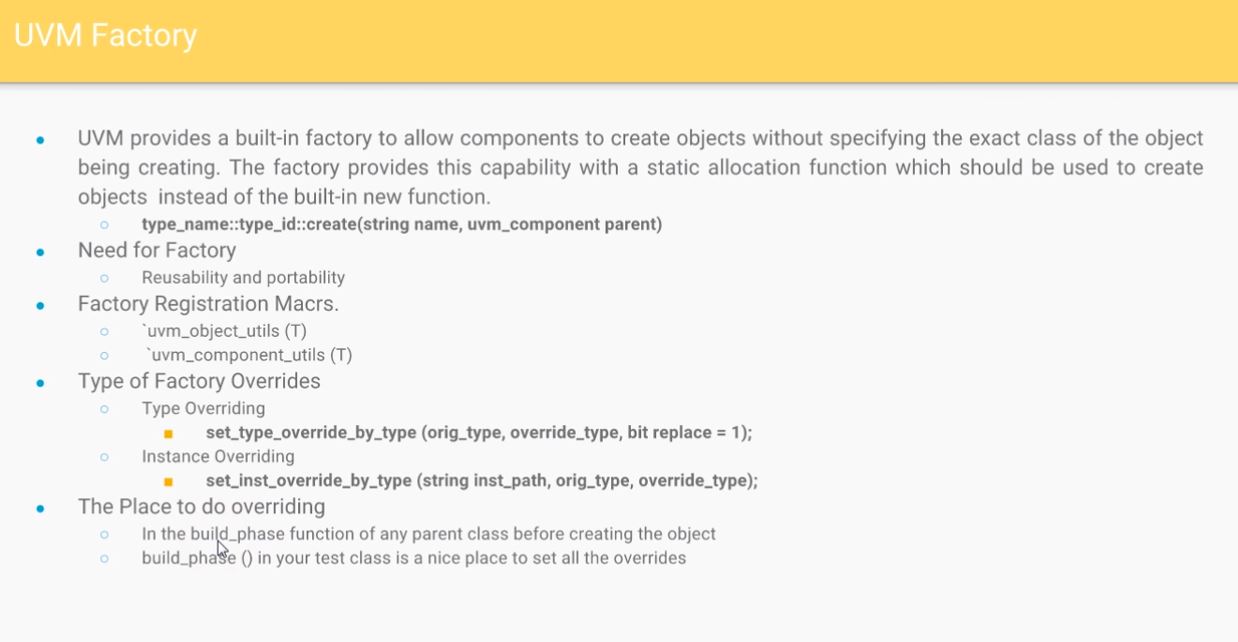 UVM Factory
UVM provides a built-in factory to allow components to create objects without specifying the exact class of the object
being creating. The factory provides this capability with a static allocation function which should be used to create
objects instead of the built-in new function.
type_name::type_id::create(string name, uvm_component parent)
Need for Factory
Reusability and portability
Factory Registration Macrs.
`uvm_object_utils (T)
`uvm_component_utils (T)
Type of Factory Overrides
Type Overriding
set_type_override_by_type (orig_type, override_type, bit replace = 1);
Instance Overriding
set_inst_override_by_type (string inst_path, orig_type, override_type);
The Place to do overriding
In the build_phase function of any parent class before creating the object
build_phase () in your test class is a nice place to set all the overrides